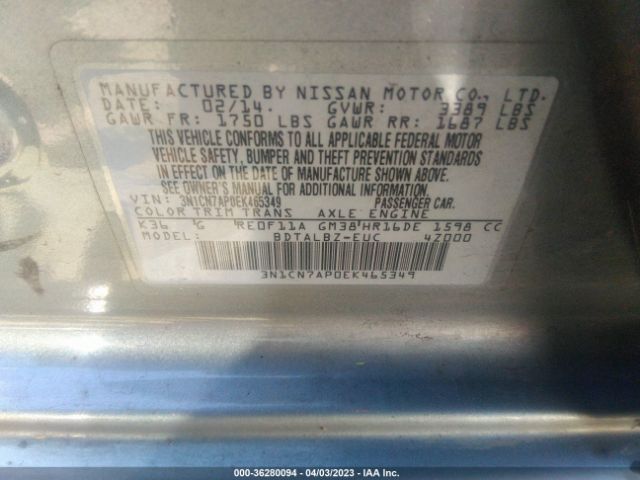 MANUFACTURED BY NISSAN MOTOR CO., LTD.
DATE: 02/14. GVWR: 3389 LBS
GAWR FR: 1750 LBS GAWR RR: 1687 LBS
THIS VEHICLE CONFORMS TO ALL APPLICABLE FEDERAL MOTOR
VEHICLE SAFETY, BUMPER AND THEFT PREVENTION STANDARDS
IN EFFECT ON THE DATE OF MANUFACTURE SHOWN ABOVE.
SEE OWNER'S MANUAL FOR ADDITIONAL INFORMATION
VIN: 3N1CN7AP0EK465349 PASSENGER CAR.
COLOR TRIM TRANS AXLE ENGINE
K36 G RE0F11A GM38 HR16DE 1598 CC
MODEL: BDTALBZ-EUC 4Z000
3N1CN7AP0EK465349
000-36280094 - 04/03/2023 - IAA Inc.